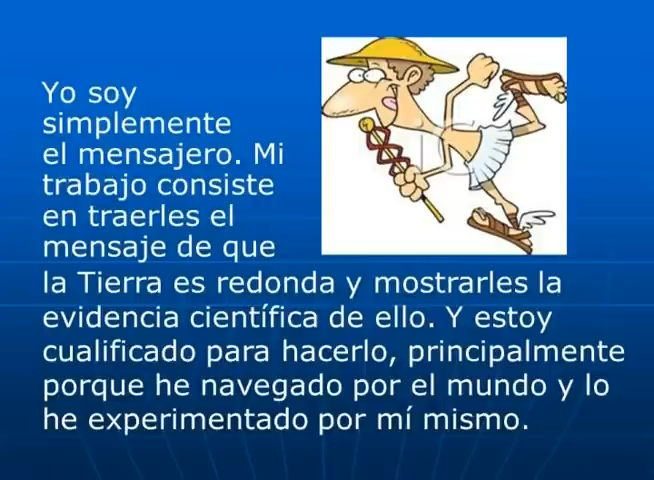 Yo soy
simplemente
el mensajero. Mi
trabajo consiste
en traerles el
mensaje de que
la Tierra es redonda y mostrarles la
evidencia científica de ello. Y estoy
cualificado para hacerlo, principalmente
porque he navegado por el mundo y lo
he experimentado por mí mismo.